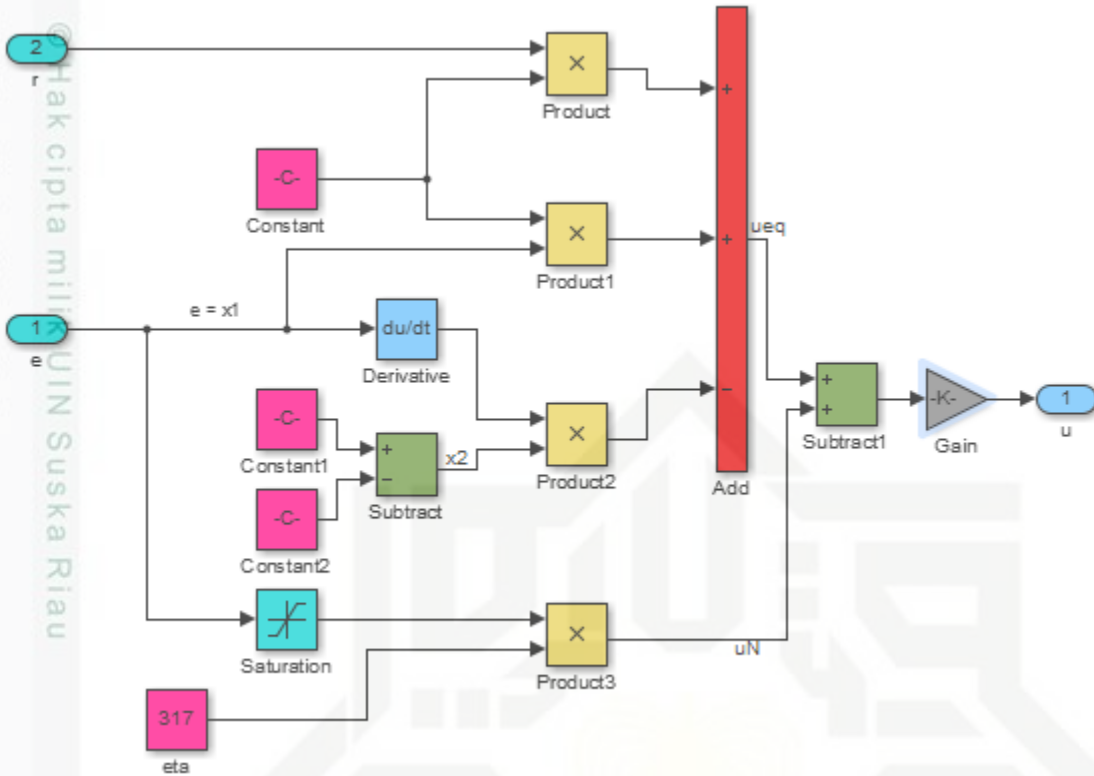 2
r
×
Product
+
-C-
Constant
×
Product1
+
ueq
1
e
e = x1
du/dt
Derivative
-C-
Constant1
+
−
x2
Subtract
-C-
Constant2
×
Product2
−
Add
+
+
Subtract1
-K-
Gain
1
u
Saturation
×
Product3
uN
317
eta
© Hak cipta milik UIN Suska Riau